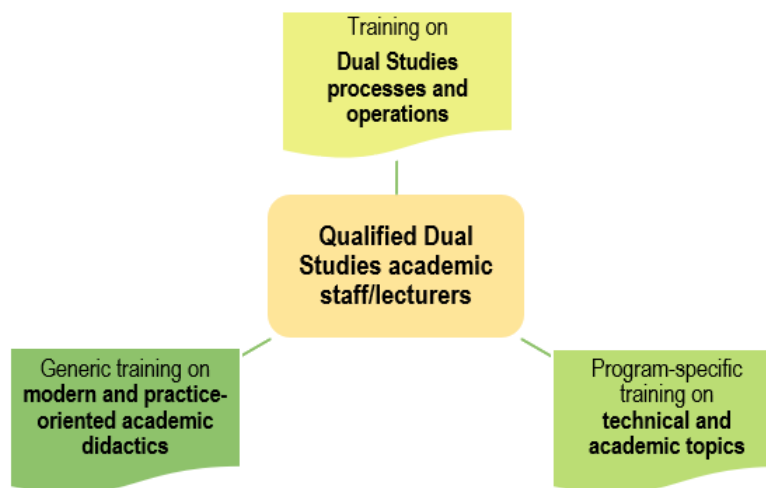 Training on
Dual Studies
processes and
operations
Qualified Dual
Studies academic
staff/lecturers
Generic training on
modern and practice-
oriented academic
didactics
Program-specific
training on
technical and
academic topics